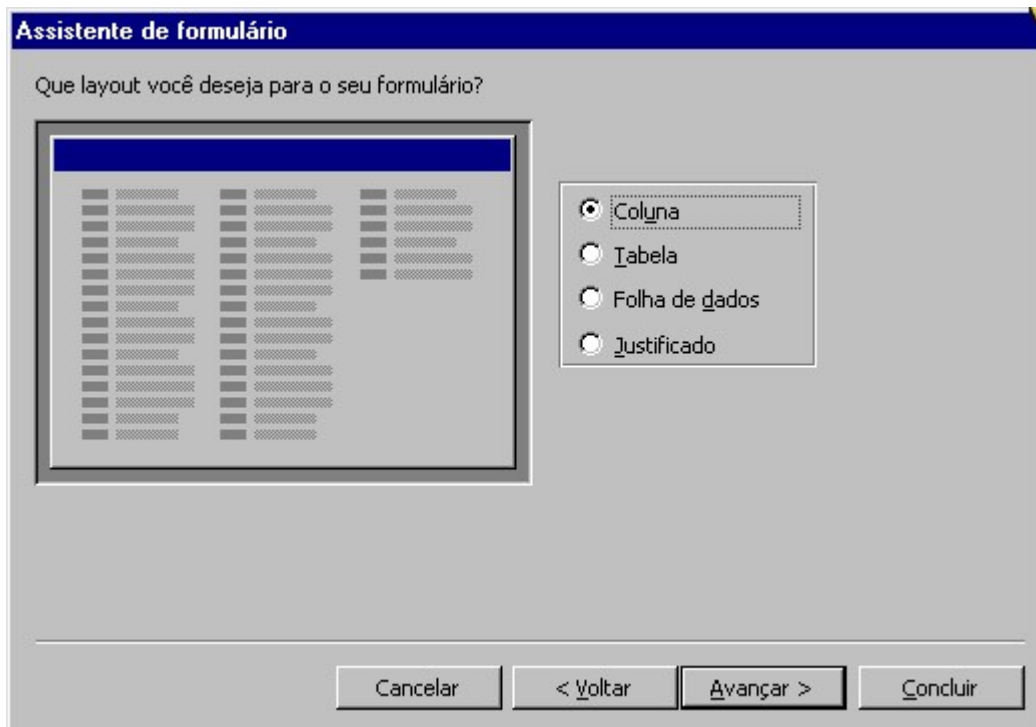 Assistente de formulário
Que layout você deseja para o seu formulário?
Coluna
Tabela
Folha de dados
Justificado
Cancelar
< Voltar
Avançar >
Concluir